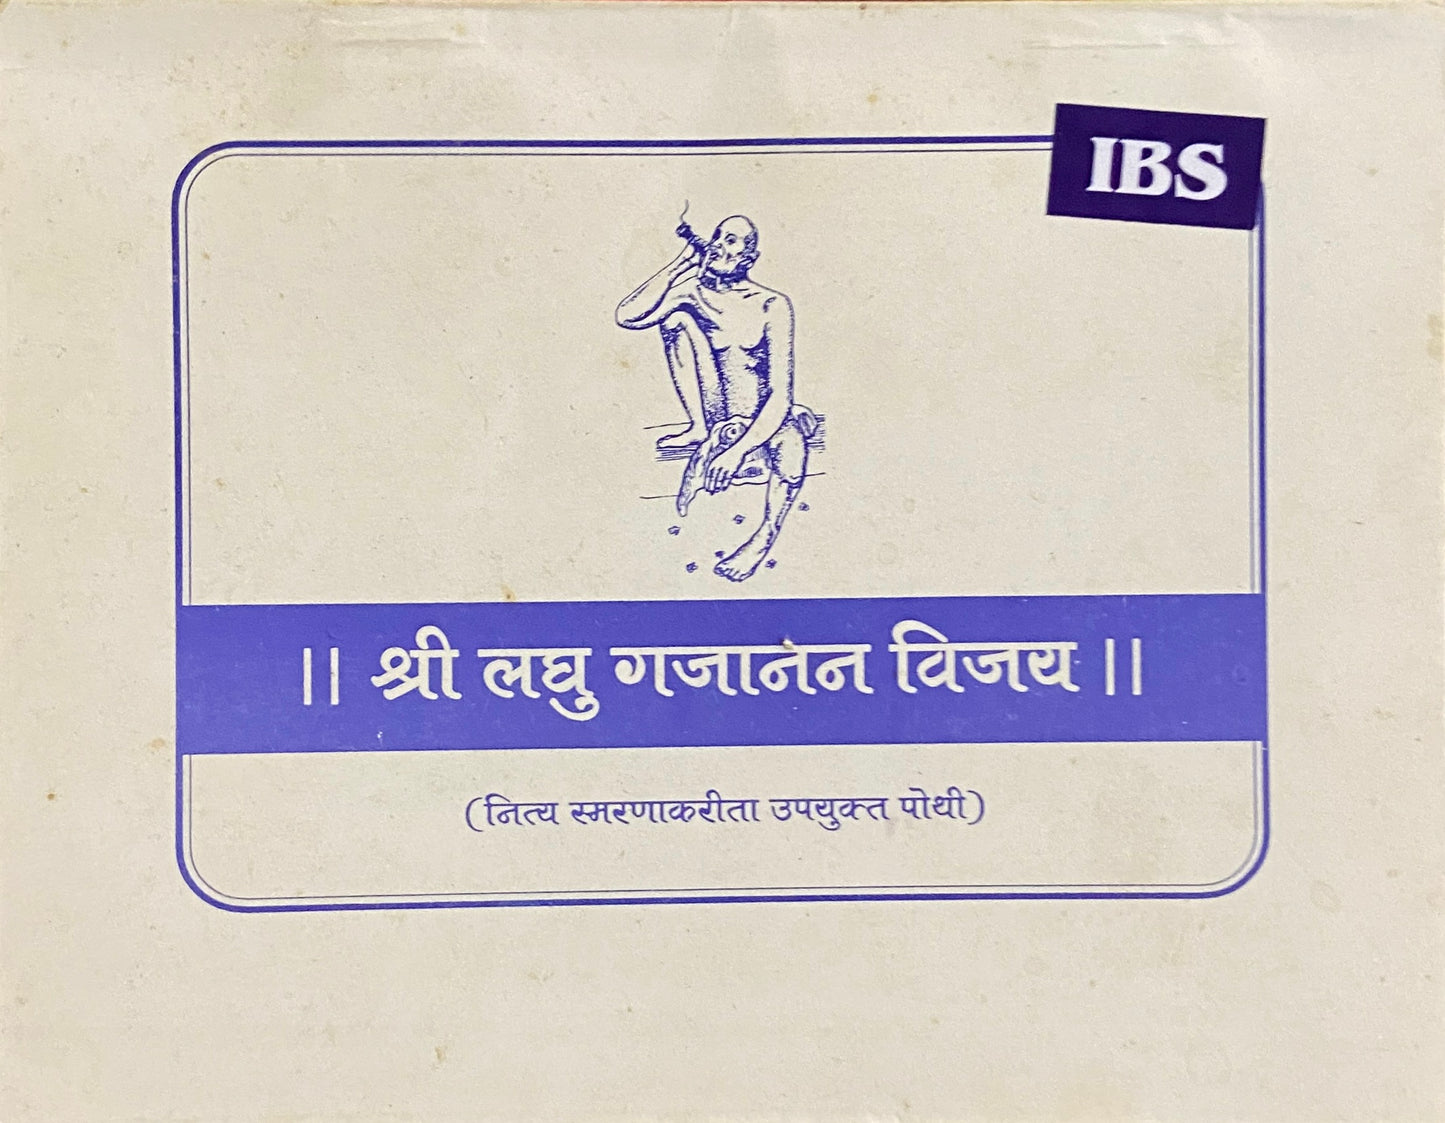 IBS
|| श्री लघु गजानन विजय ||
(नित्य स्मरणाकरीता उपयुक्त पोथी)